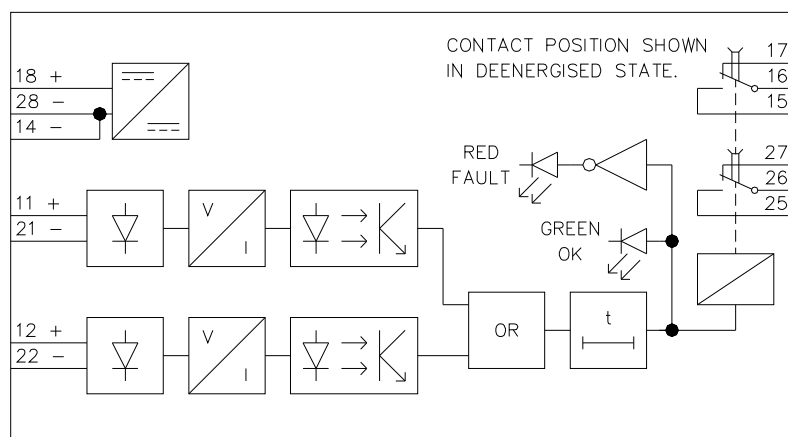 CONTACT POSITION SHOWN
IN DEENERGISED STATE.
17
16
15
18 +
28 -
14 -
27
26
25
RED
FAULT
11 +
21 -
V
I
GREEN
OK
12 +
22 -
V
I
OR
t